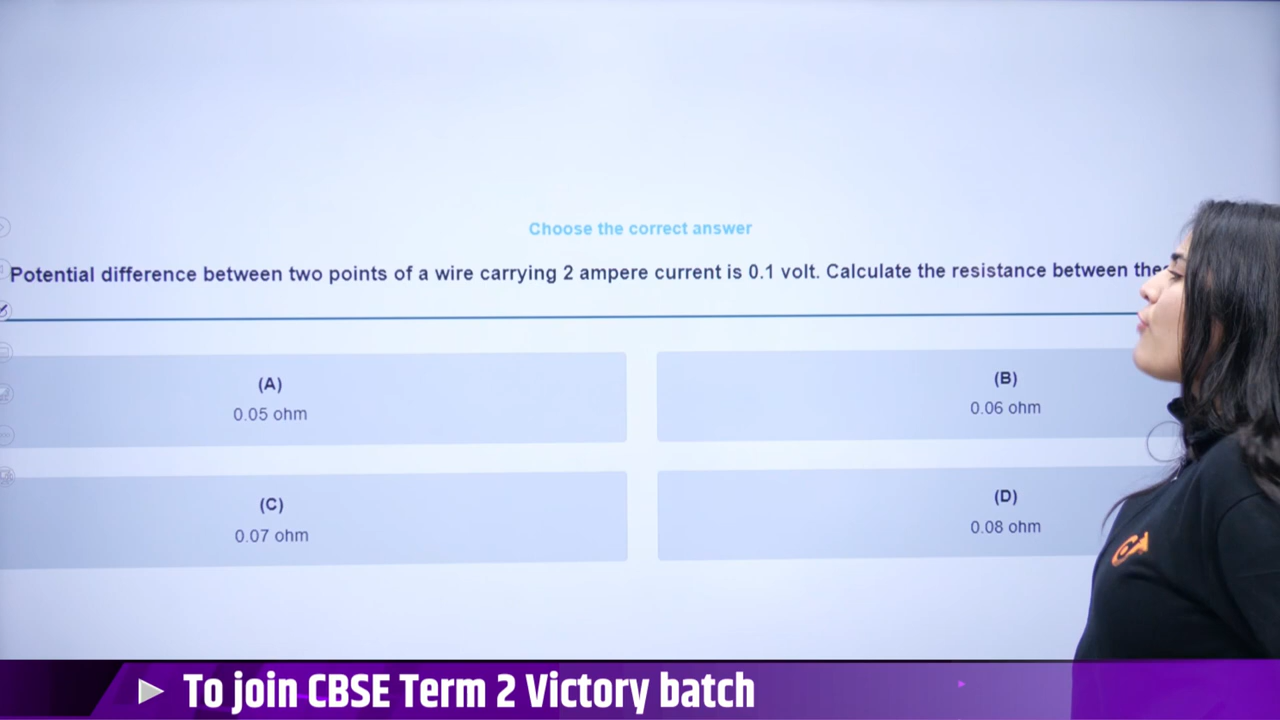 Choose the correct answer
Potential difference between two points of a wire carrying 2 ampere current is 0.1 volt. Calculate the resistance between
(A)
0.05 ohm
(B)
0.06 ohm
(C)
0.07 ohm
(D)
0.08 ohm
To join CBSE Term 2 Victory batch